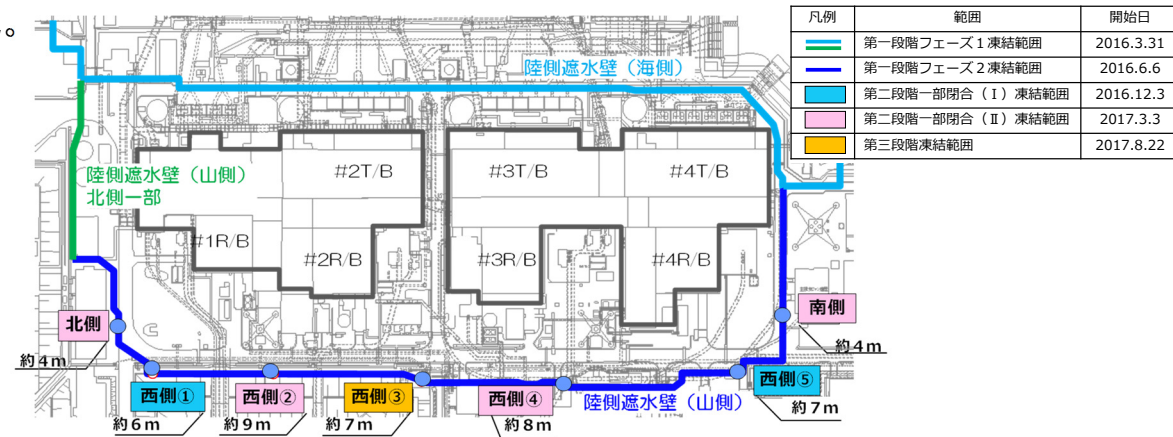 。
凡例 範囲 開始日
第一段階フェーズ1凍結範囲 2016.3.31
第一段階フェーズ2凍結範囲 2016.6.6
第二段階一部閉合（Ⅰ）凍結範囲 2016.12.3
第二段階一部閉合（Ⅱ）凍結範囲 2017.3.3
第三段階凍結範囲 2017.8.22
陸側遮水壁（海側）
陸側遮水壁（山側）
北側一部
#2T/B
#3T/B
#4T/B
#1R/B
#2R/B
#3R/B
#4R/B
北側
約4m
南側
約4m
西側①
約6m
西側②
約9m
西側③
約7m
西側④
約8m
陸側遮水壁（山側）
西側⑤
約7m